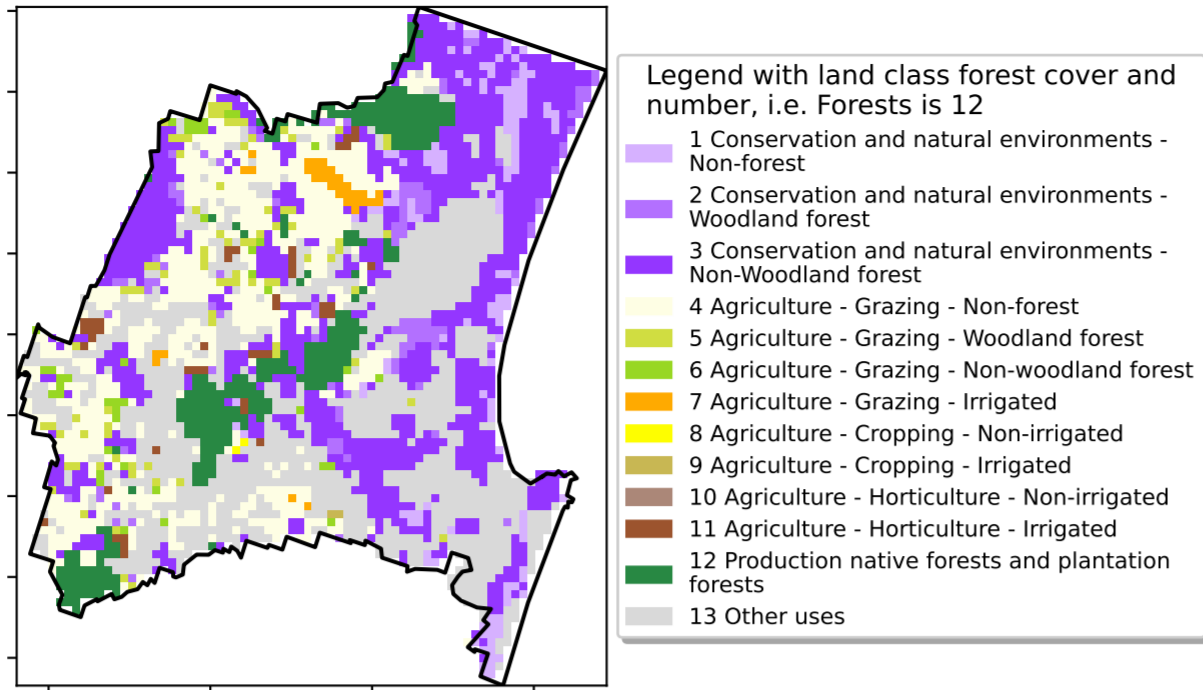 Legend with land class forest cover and
number, i.e. Forests is 12
1 Conservation and natural environments -
Non-forest
2 Conservation and natural environments -
Woodland forest
3 Conservation and natural environments -
Non-Woodland forest
4 Agriculture - Grazing - Non-forest
5 Agriculture - Grazing - Woodland forest
6 Agriculture - Grazing - Non-woodland forest
7 Agriculture - Grazing - Irrigated
8 Agriculture - Cropping - Non-irrigated
9 Agriculture - Cropping - Irrigated
10 Agriculture - Horticulture - Non-irrigated
11 Agriculture - Horticulture - Irrigated
12 Production native forests and plantation
forests
13 Other uses